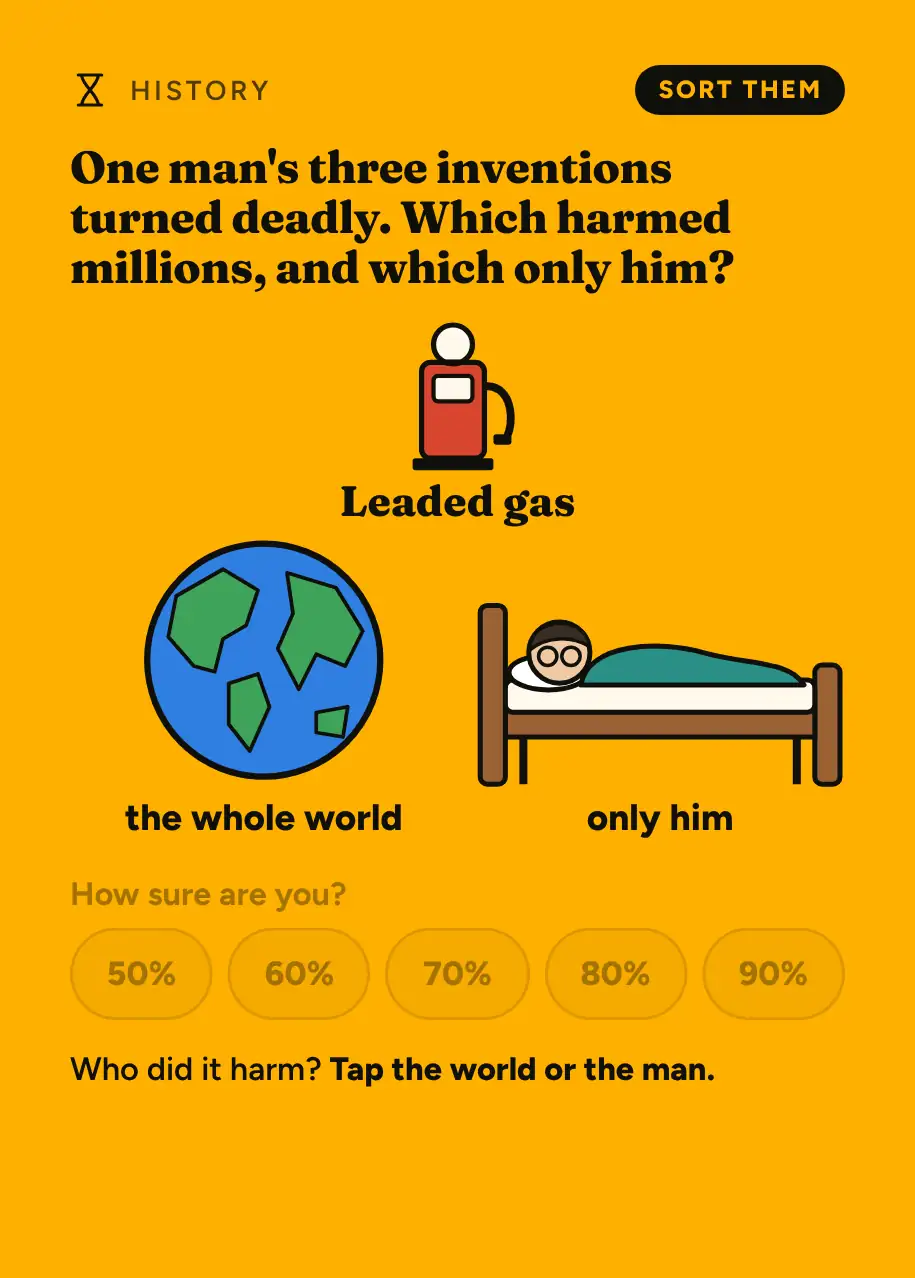 HISTORY
SORT THEM
One man's three inventions
turned deadly. Which harmed
millions, and which only him?
Leaded gas
the whole world
only him
How sure are you?
50%
60%
70%
80%
90%
Who did it harm? Tap the world or the man.